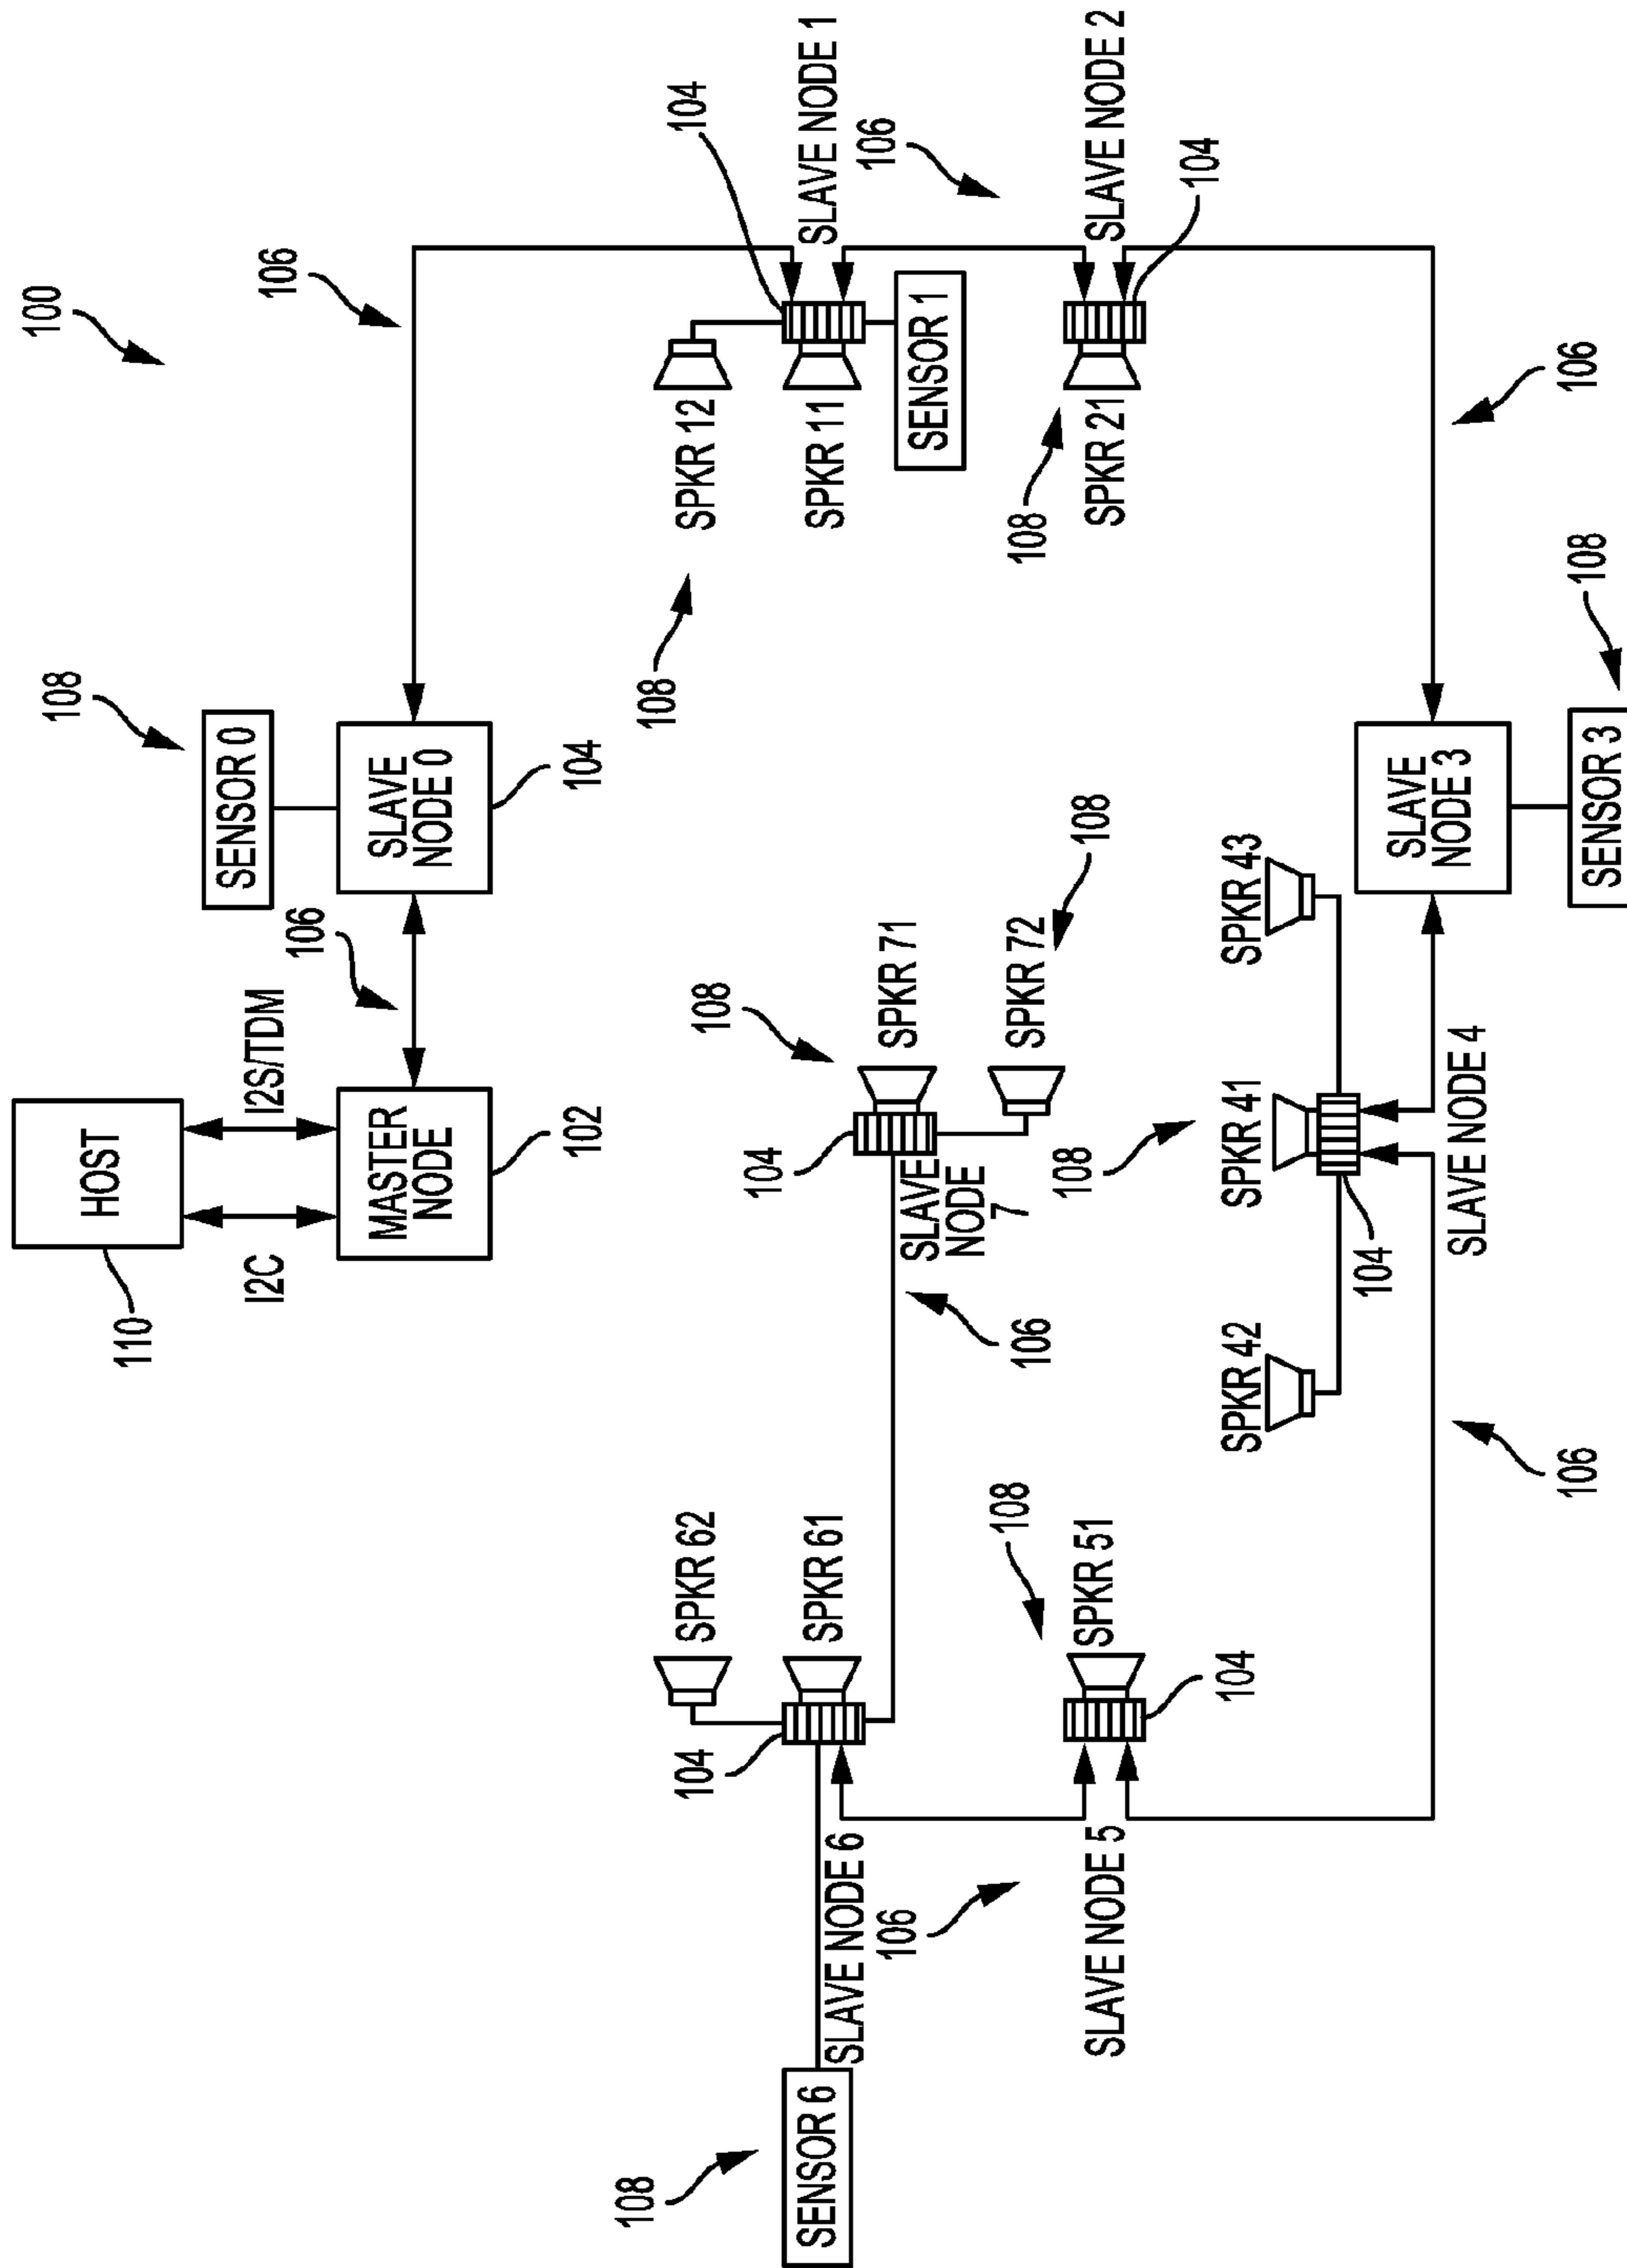 100
108
HOST
110
SENSOR 0
I2C
I2S/TDM
106
106
MASTER
NODE
SLAVE
NODE 0
102
104
108
108
104
SPKR 62
104
SPKR 12
108
104
SENSOR 6
SPKR 61
SPKR 11
SLAVE NODE 1
SLAVE NODE 6
106
106
SPKR 71
SLAVE
NODE
7
SENSOR 1
108
108
SPKR 72
106
108
108
SLAVE NODE 5
SPKR 51
SPKR 21
SLAVE NODE 2
104
104
SPKR 42
SPKR 41
SPKR 43
104
SLAVE
NODE 3
SLAVE NODE 4
106
106
108
SENSOR 3